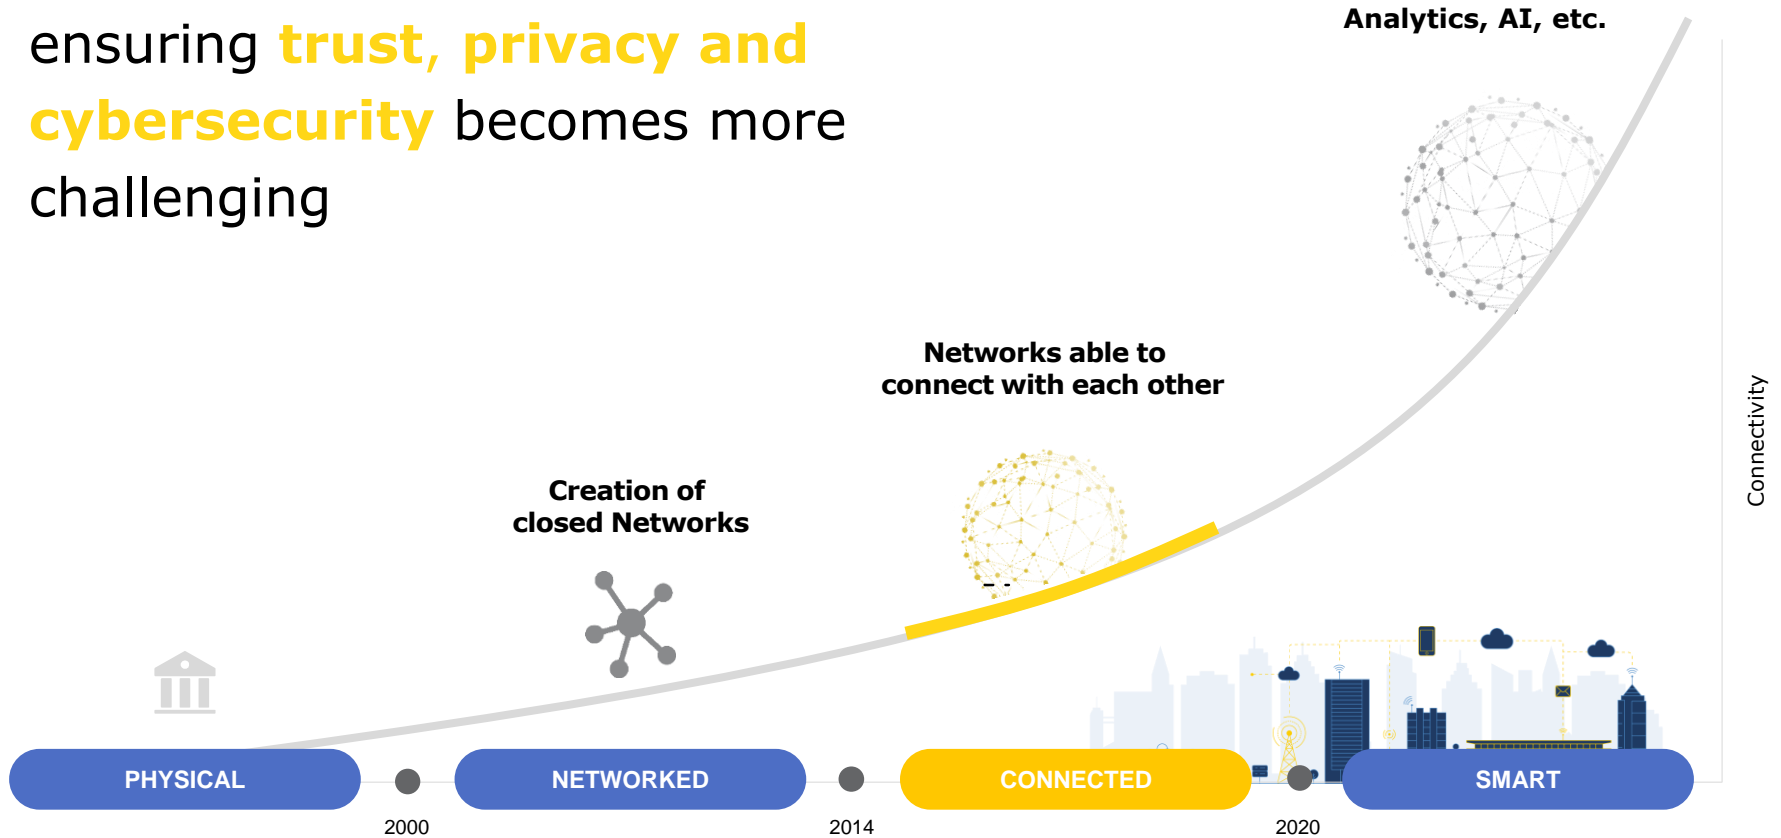 ensuring trust, privacy and
cybersecurity becomes more
challenging
Analytics, AI, etc.
Networks able to
connect with each other
Creation of
closed Networks
Connectivity
PHYSICAL
NETWORKED
CONNECTED
SMART
2000
2014
2020